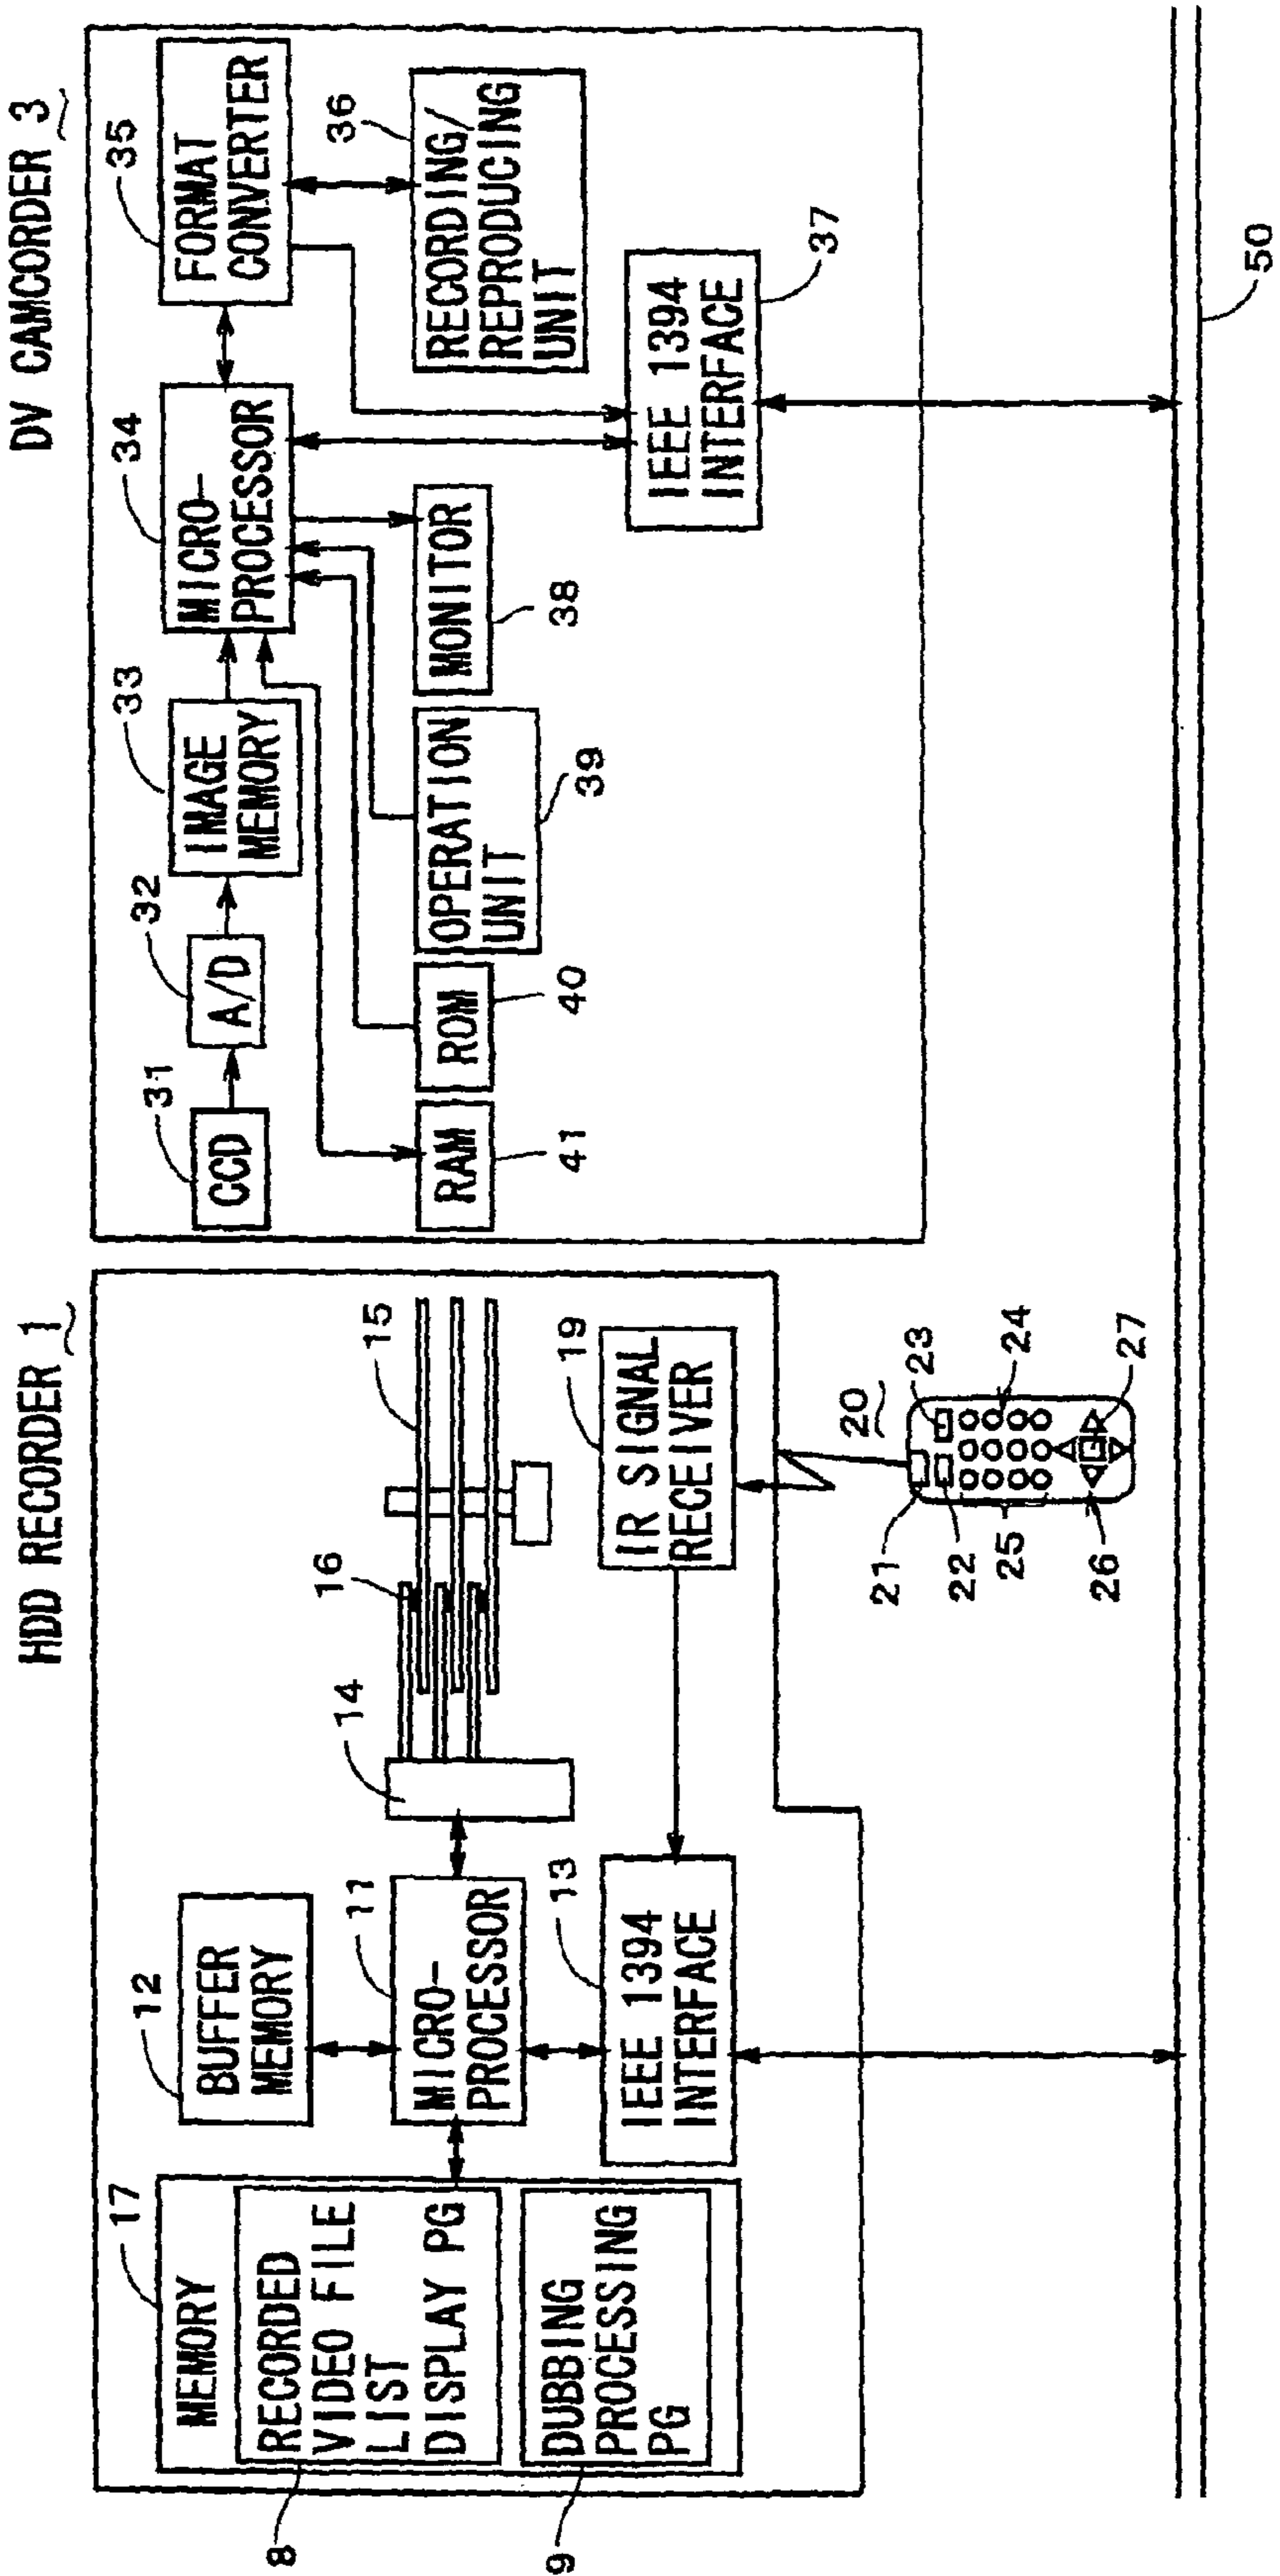 HDD RECORDER 1
17
MEMORY
RECORDED
VIDEO FILE
LIST
DISPLAY PG
8
DUBBING
PROCESSING
PG
9
12
BUFFER
MEMORY
11
MICRO-
PROCESSOR
13
IEEE 1394
INTERFACE
14
16
15
19
IR SIGNAL
RECEIVER
20
21
22
23
24
25
26
27
DV CAMCORDER 3
31
CCD
32
A/D
33
IMAGE
MEMORY
34
MICRO-
PROCESSOR
35
FORMAT
CONVERTER
36
RECORDING/
REPRODUCING
UNIT
RAM
41
ROM
40
OPERATION
UNIT
39
MONITOR
38
IEEE 1394
INTERFACE
37
50